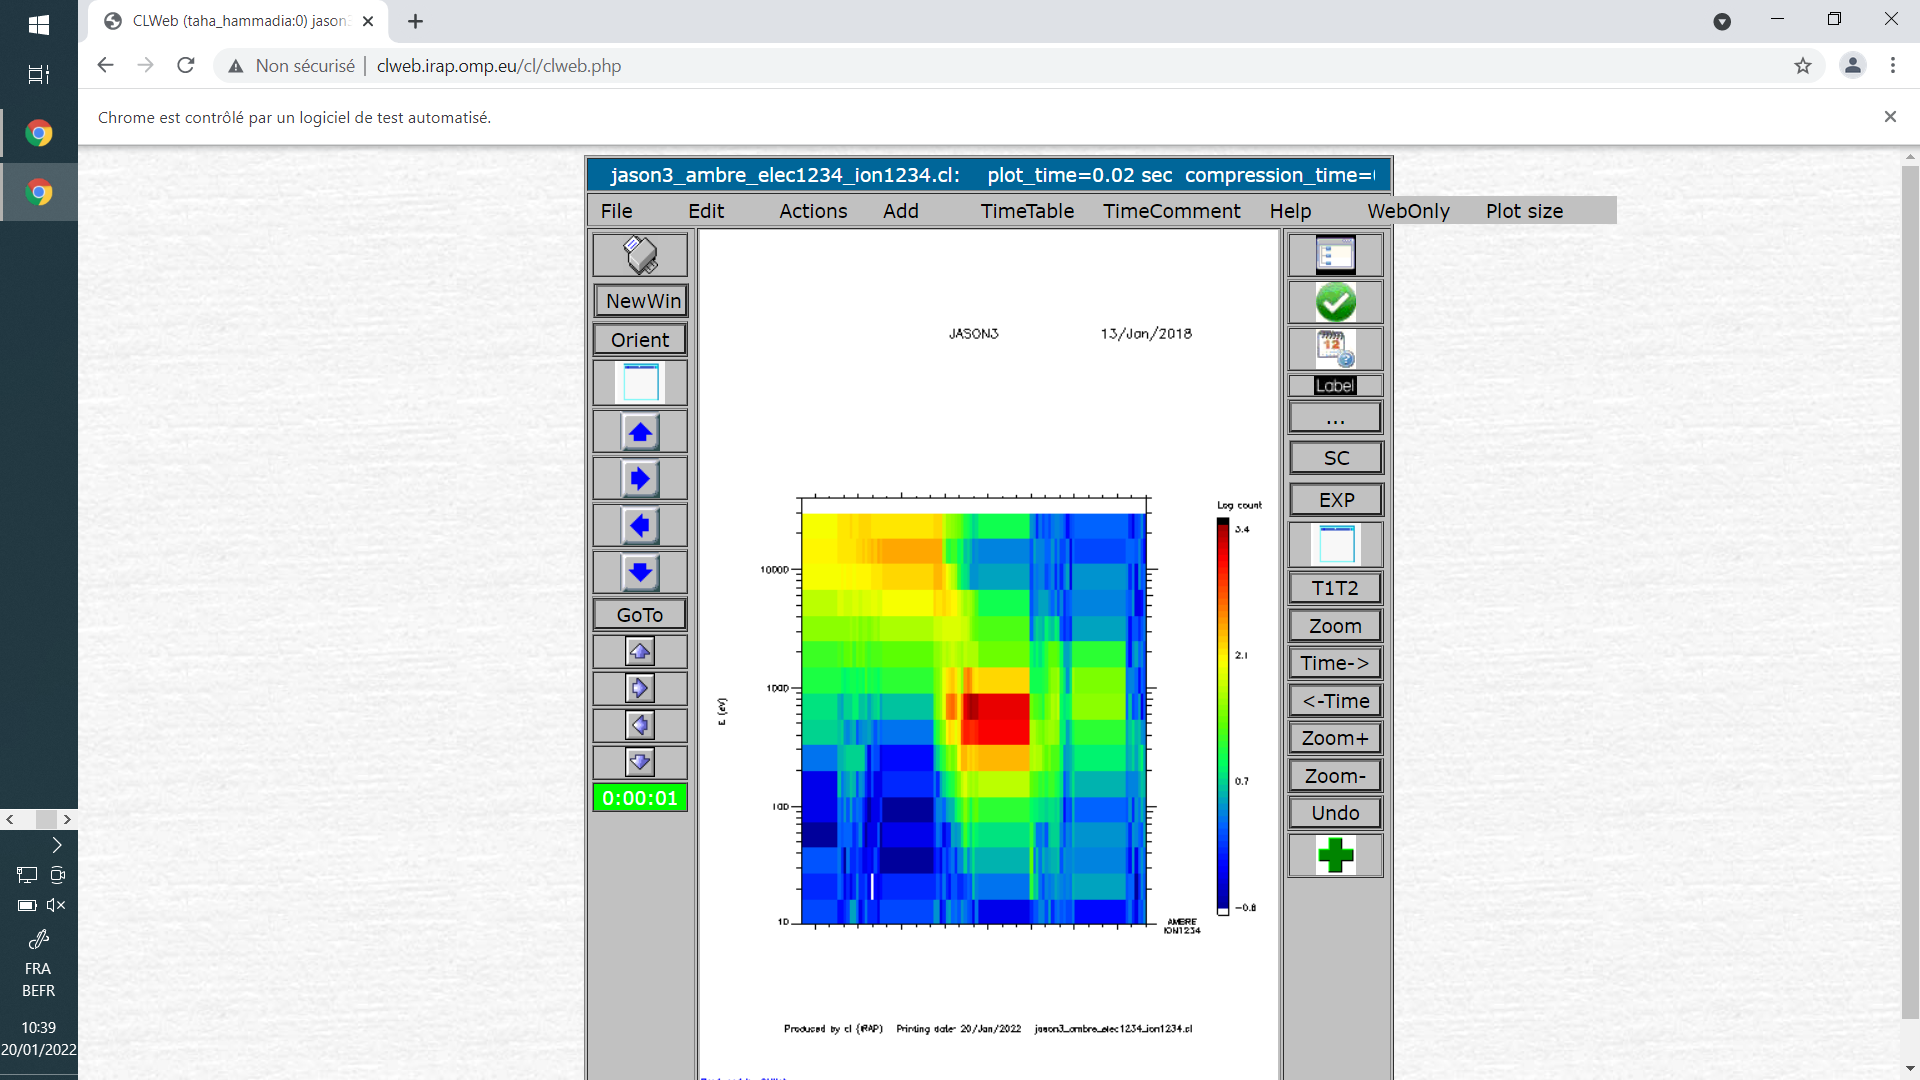 CLWeb (taha_hammadia:0) jason3
Non sécurisé | clweb.irap.omp.eu/cl/clweb.php
Chrome est contrôlé par un logiciel de test automatisé.
jason3_ambre_elec1234_ion1234.cl: plot_time=0.02 sec compression_time=
File Edit Actions Add TimeTable TimeComment Help WebOnly Plot size
NewWin
Orient
GoTo
0:00:01
JASON3 13/Jan/2018
Log count
3.4
2.1
0.7
-0.8
10000
1000
100
10
E (eV)
AMBRE
ION1234
Produced by cl (IRAP) Printing date: 20/Jan/2022 jason3_ambre_elec1234_ion1234.cl
12
Label
...
SC
EXP
T1T2
Zoom
Time->
<-Time
Zoom+
Zoom-
Undo
FRA
BEFR
10:39
20/01/2022